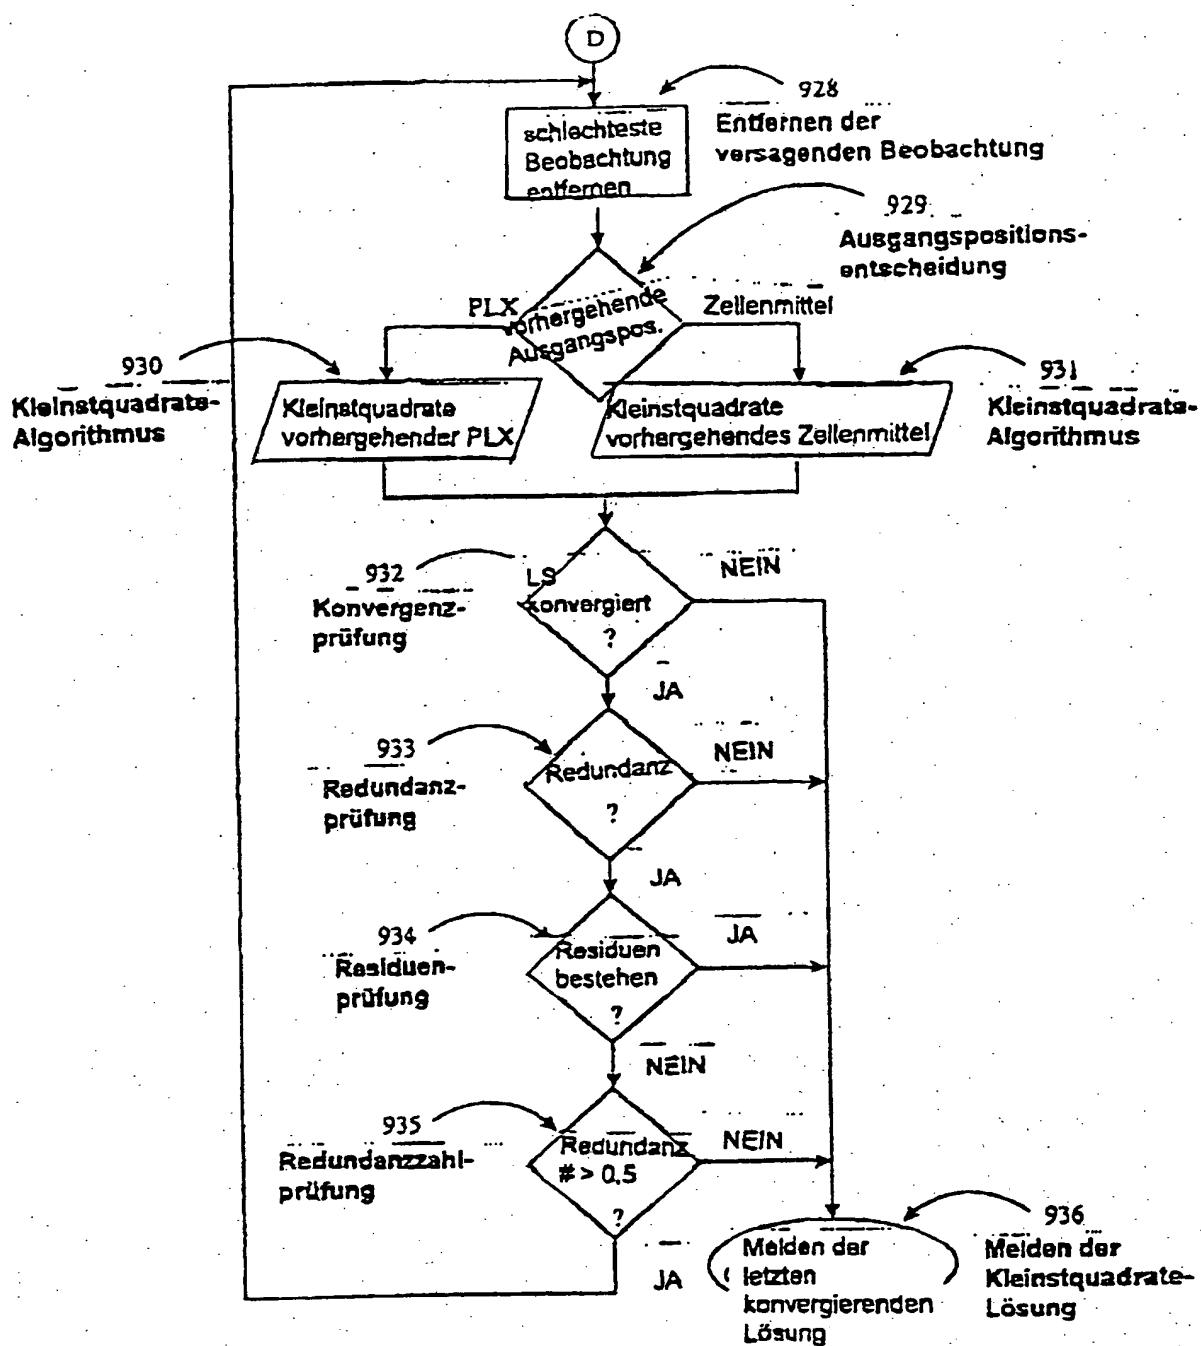 D
928
Entfernen der
versagenden Beobachtung
schlechteste
Beobachtung
entfernen
929
Ausgangspositions-
entscheidung
PLX
vorhergehende
Ausgangspos.
Zellenmittel
930
Kleinstquadrate-
Algorithmus
Kleinstquadrate
vorhergehender PLX
Kleinstquadrate
vorhergehendes Zellenmittel
931
Kleinstquadrate-
Algorithmus
932
Konvergenz-
prüfung
LS
konvergiert
?
NEIN
JA
933
Redundanz-
prüfung
Redundanz
?
NEIN
JA
934
Residuen-
prüfung
Residuen
bestehen
?
JA
NEIN
935
Redundanzzahl-
prüfung
Redundanz
# > 0.5
?
NEIN
JA
Melden der
letzten
konvergierenden
Lösung
936
Melden der
Kleinstquadrate-
Lösung